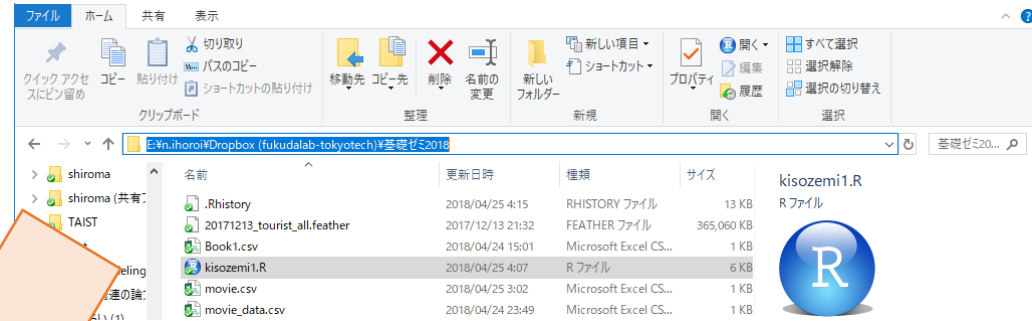 ファイル ホーム 共有 表示
クイック アクセスにピン留め
コピー
貼り付け
切り取り
パスのコピー
ショートカットの貼り付け
クリップボード
移動先
コピー先
削除
名前の変更
整理
新しいフォルダー
新しい項目
ショートカット
新規
プロパティ
開く
編集
履歴
開く
すべて選択
選択解除
選択の切り替え
選択
E:¥n.ihoroi¥Dropbox (fukudalab-tokyotech)¥基礎ゼミ2018
基礎ゼミ20...
shiroma
shiroma (共有フ
TAIST
eling
連の論
(1)
名前 更新日時 種類 サイズ
.Rhistory 2018/04/25 4:15 RHISTORY ファイル 13 KB
20171213_tourist_all.feather 2017/12/13 21:32 FEATHER ファイル 365,060 KB
Book1.csv 2018/04/24 15:01 Microsoft Excel CS... 1 KB
kisozemi1.R 2018/04/25 4:07 R ファイル 6 KB
movie.csv 2018/04/25 3:02 Microsoft Excel CS... 1 KB
movie_data.csv 2018/04/24 23:49 Microsoft Excel CS... 1 KB
kisozemi1.R
R ファイル
R